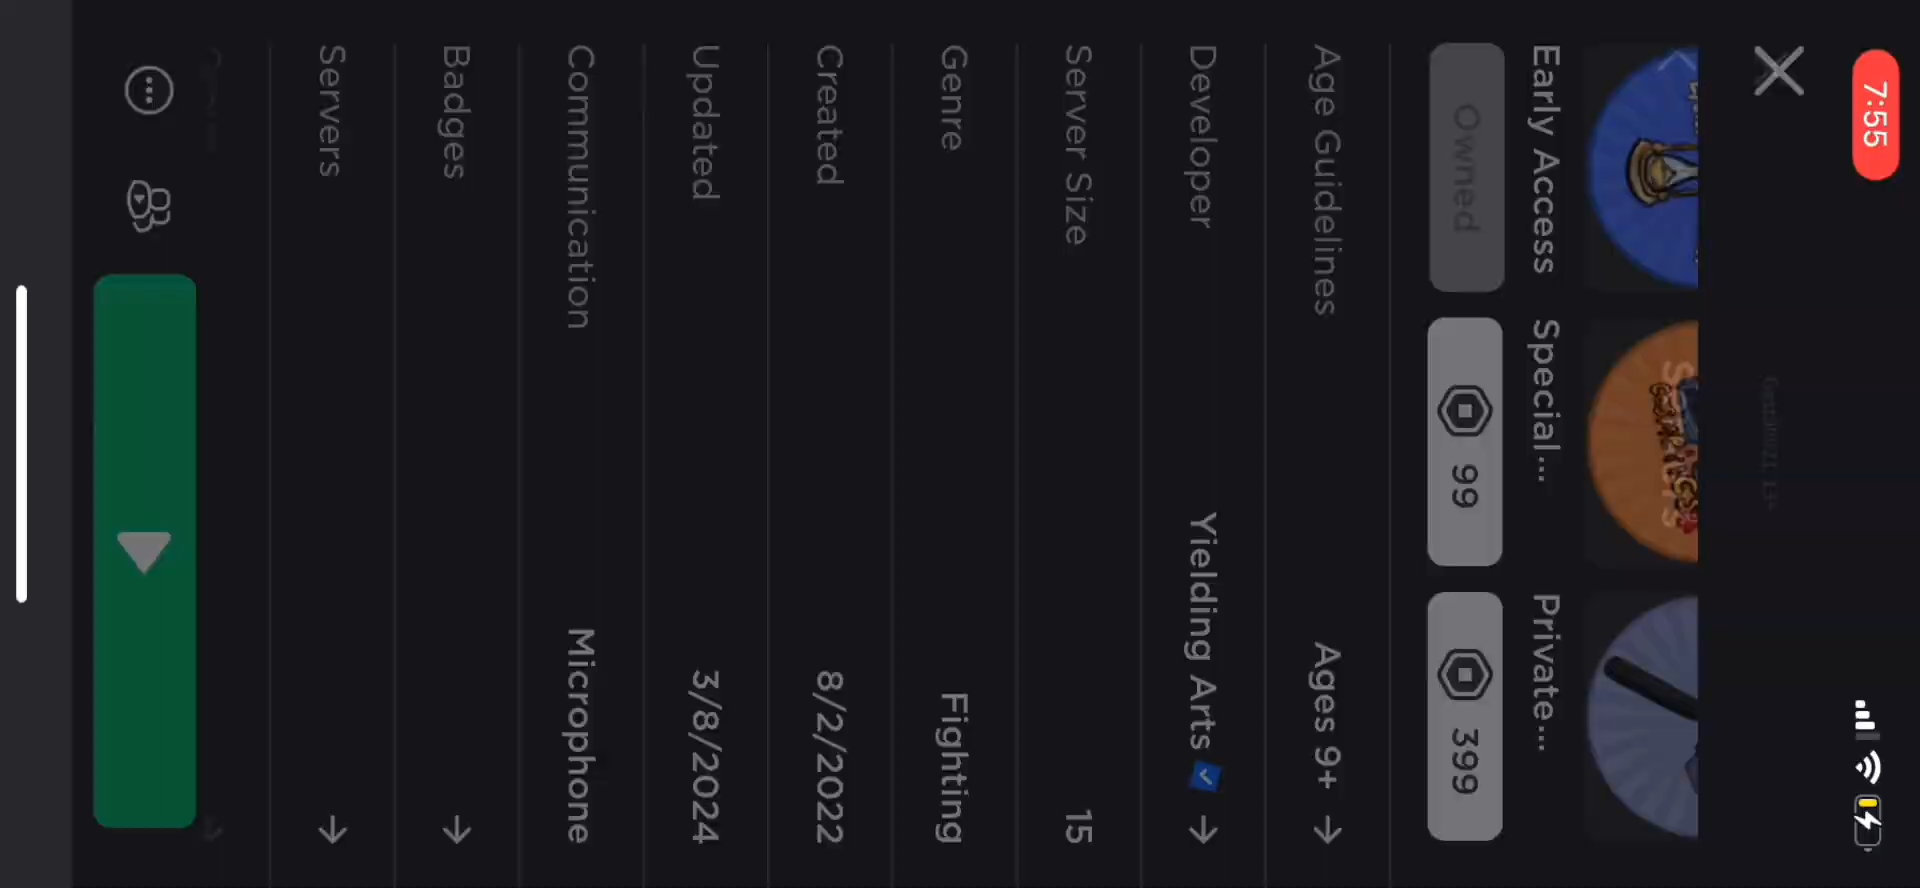 7:55
Early Access
Special...
Private...
Owned
99
399
Age Guidelines
Ages 9+
Developer
Yielding Arts
Server Size
15
Genre
Fighting
Created
8/2/2022
Updated
3/8/2024
Communication
Microphone
Badges
Servers